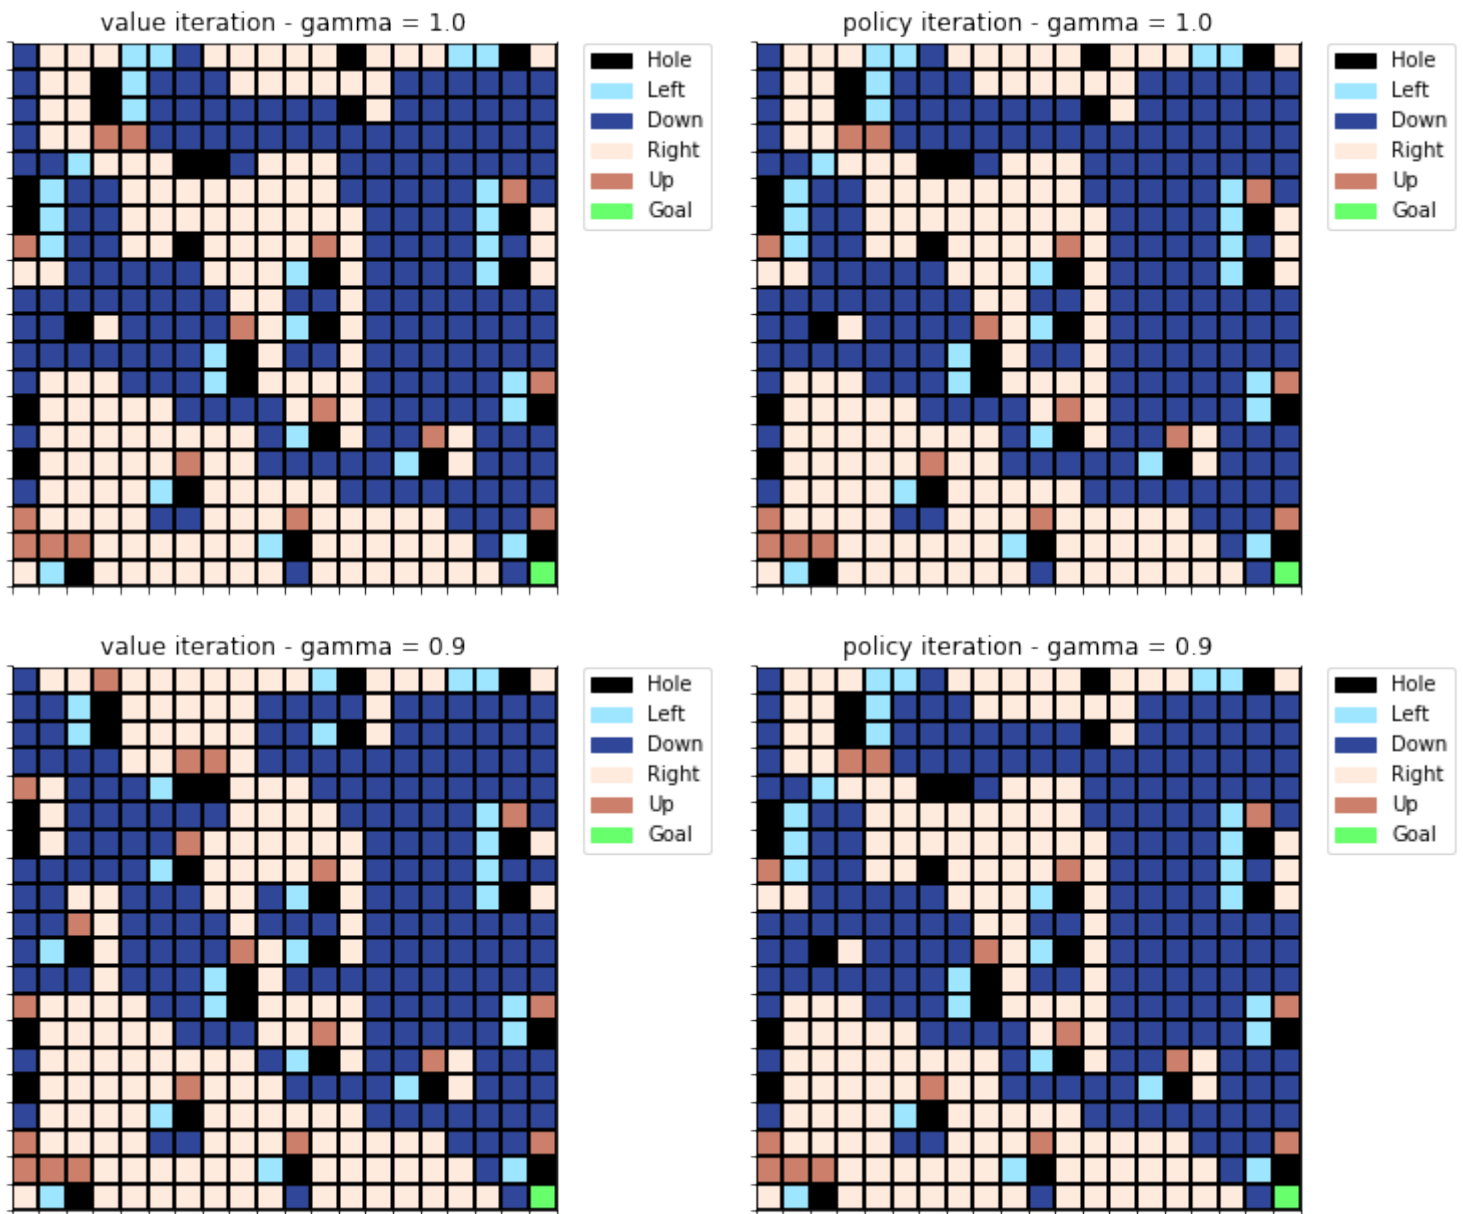 value iteration - gamma = 1.0
Hole
Left
Down
Right
Up
Goal
policy iteration - gamma = 1.0
Hole
Left
Down
Right
Up
Goal
value iteration - gamma = 0.9
Hole
Left
Down
Right
Up
Goal
policy iteration - gamma = 0.9
Hole
Left
Down
Right
Up
Goal